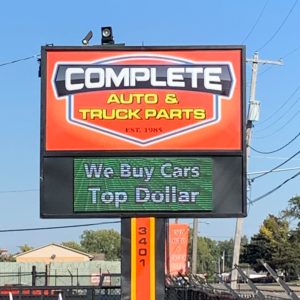 COMPLETE
AUTO &
TRUCK PARTS
EST. 1985
We Buy Cars
Top Dollar
3401